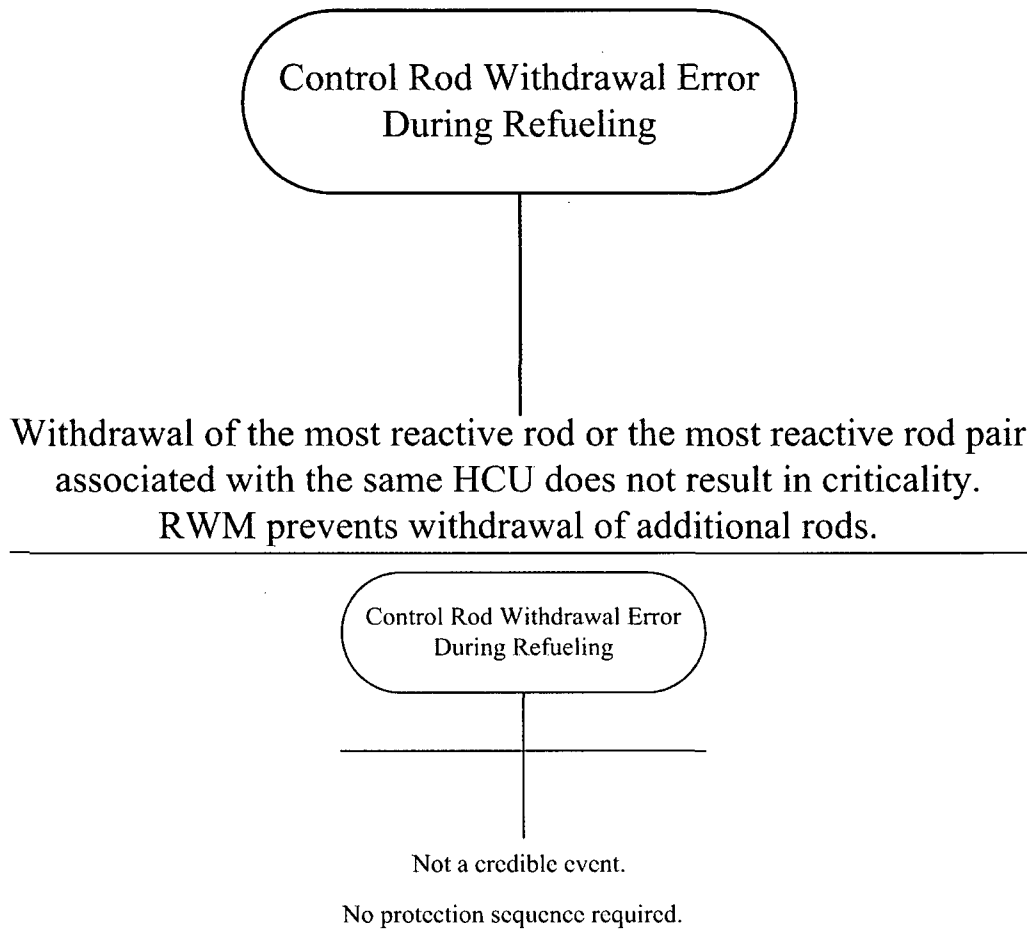 Control Rod Withdrawal Error
During Refueling
Withdrawal of the most reactive rod or the most reactive rod pair
associated with the same HCU does not result in criticality.
RWM prevents withdrawal of additional rods.
Control Rod Withdrawal Error
During Refueling
Not a credible event.
No protection sequence required.